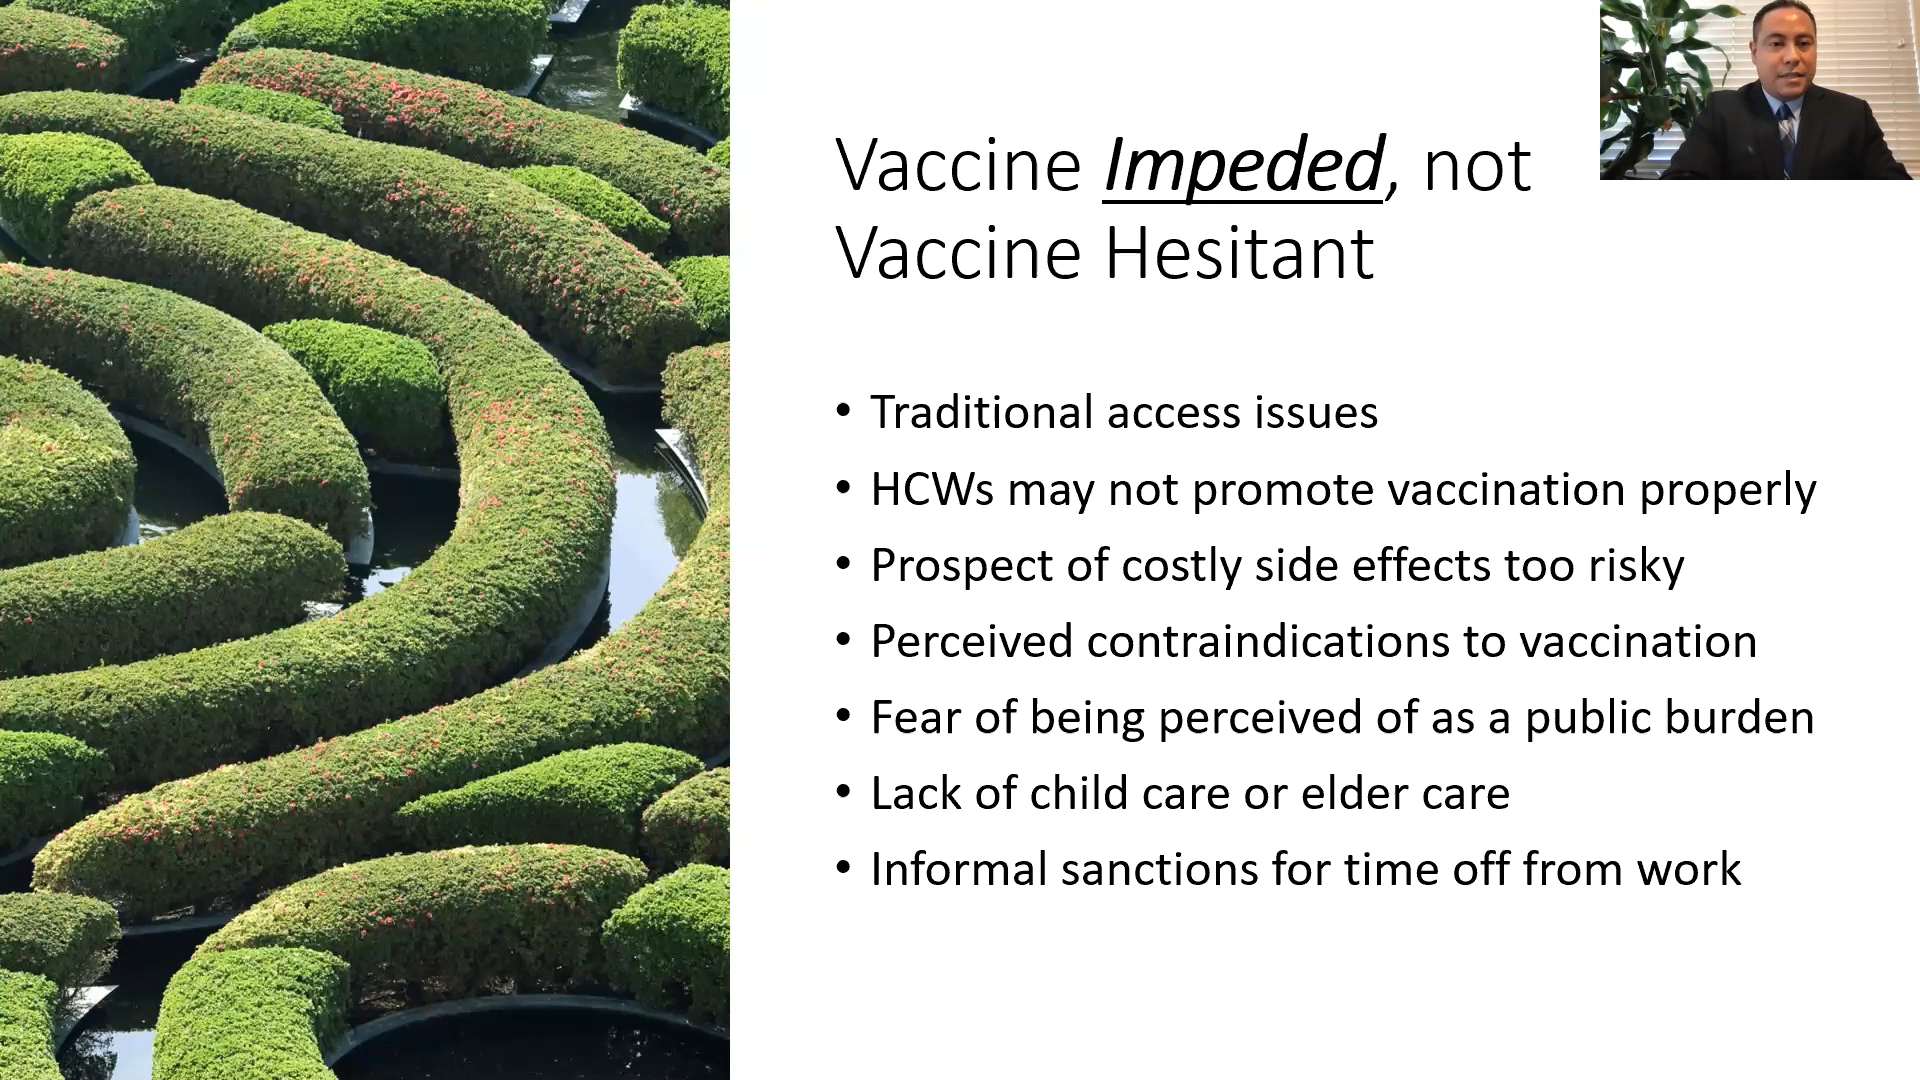 Vaccine Impeded, not
Vaccine Hesitant
• Traditional access issues
• HCWs may not promote vaccination properly
• Prospect of costly side effects too risky
• Perceived contraindications to vaccination
• Fear of being perceived of as a public burden
• Lack of child care or elder care
• Informal sanctions for time off from work